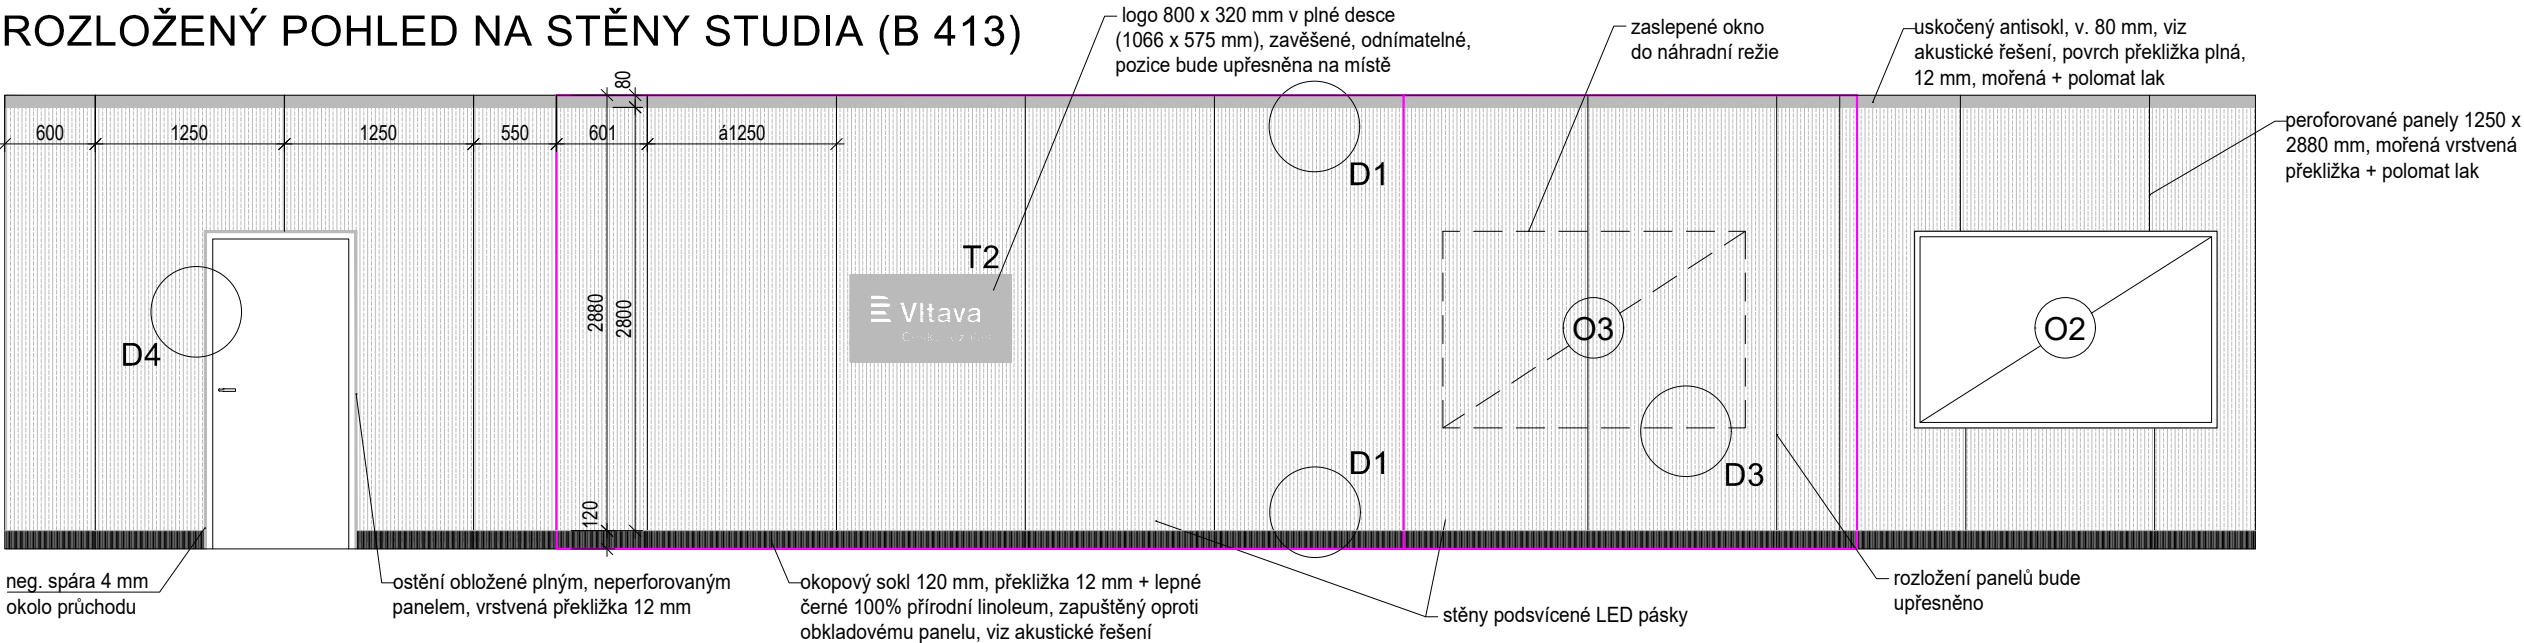 ROZLOŽENÝ POHLED NA STĚNY STUDIA (B 413)
logo 800 x 320 mm v plné desce
(1066 x 575 mm), zavěšené, odnímatelné,
pozice bude upřesněna na místě
zaslepené okno
do náhradní režie
uskočený antisokl, v. 80 mm, viz
akustické řešení, povrch překližka plná,
12 mm, mořená + polomat lak
peroforované panely 1250 x
2880 mm, mořená vrstvená
překližka + polomat lak
80
600
1250
1250
550
601
á1250
D1
T2
Vltava
2880
2800
D4
O3
O2
D1
D3
120
neg. spára 4 mm
okolo průchodu
ostění obložené plným, neperforovaným
panelem, vrstvená překližka 12 mm
okopový sokl 120 mm, překližka 12 mm + lepné
černé 100% přírodní linoleum, zapuštěný oproti
obkladovému panelu, viz akustické řešení
stěny podsvícené LED pásky
rozložení panelů bude
upřesněno